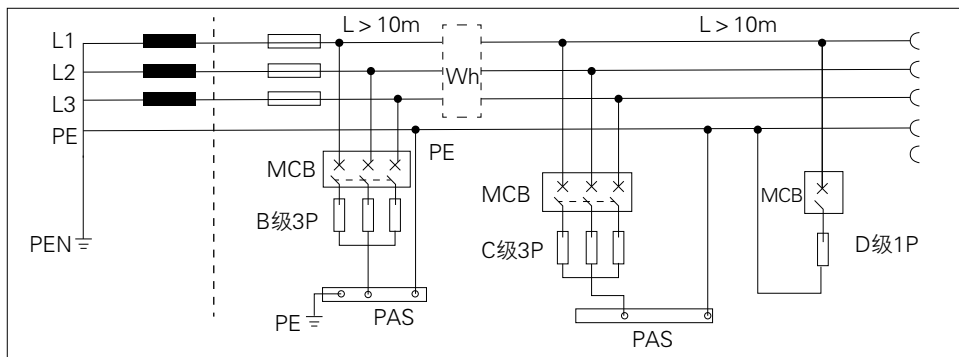 L > 10m
L > 10m
L1
L2
Wh
L3
PE
PE
MCB
MCB
MCB
B级3P
C级3P
D级1P
PEN
PE
PAS
PAS